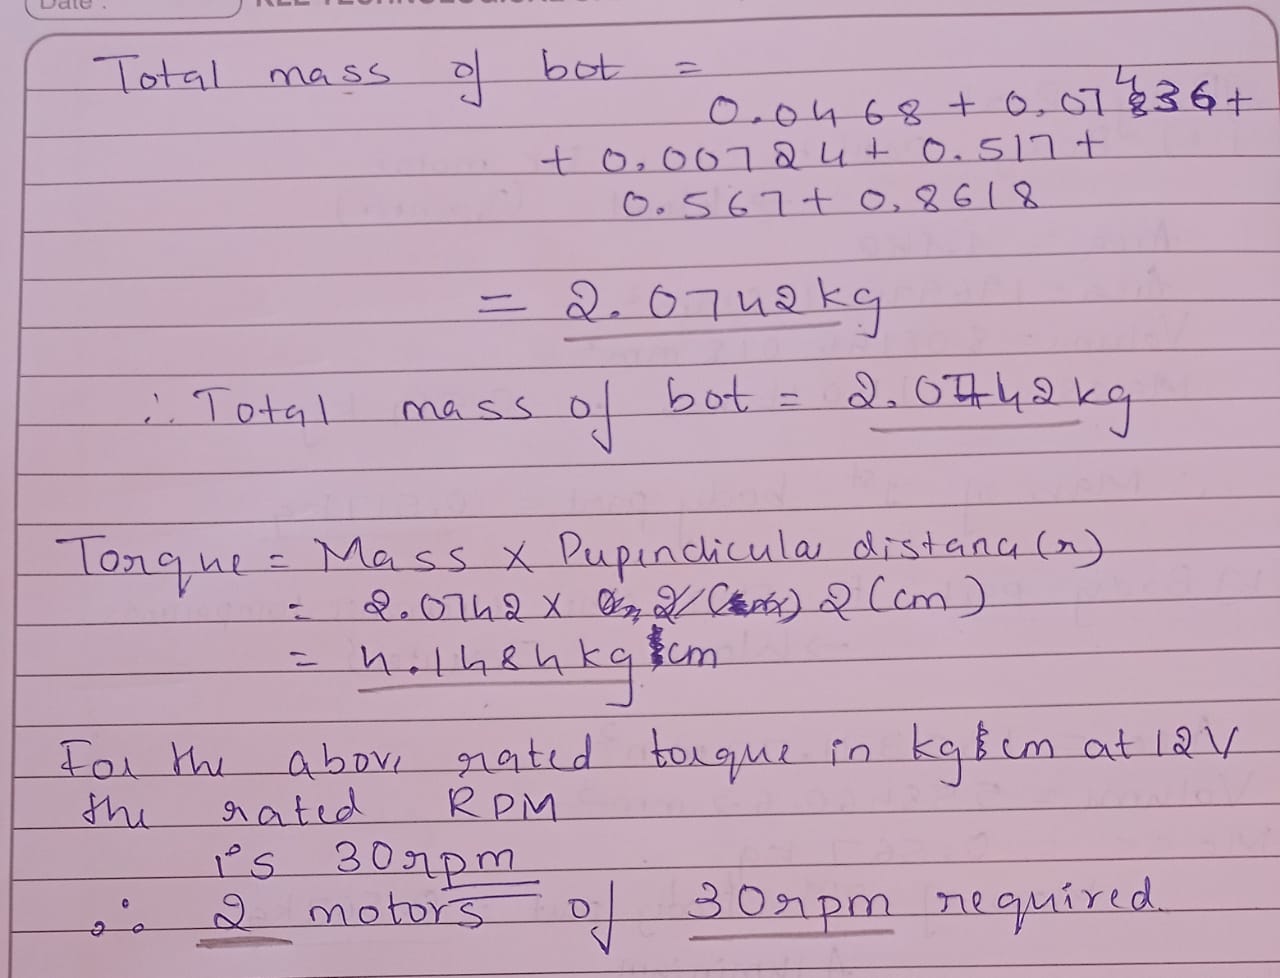 Date :
Total mass of bot =
0.0468 + 0.07436 +
+ 0.00724 + 0.517 +
0.567 + 0.8618
= 2.0742 kg
∴ Total mass of bot = 2.0742 kg
Torque = Mass x Pupendicular distance (r)
= 2.0742 x 2 (cm)
= 4.1484 kg cm
For the above rated torque in kg cm at 12V
the rated RPM
is 30rpm
∴ 2 motors of 30rpm required.